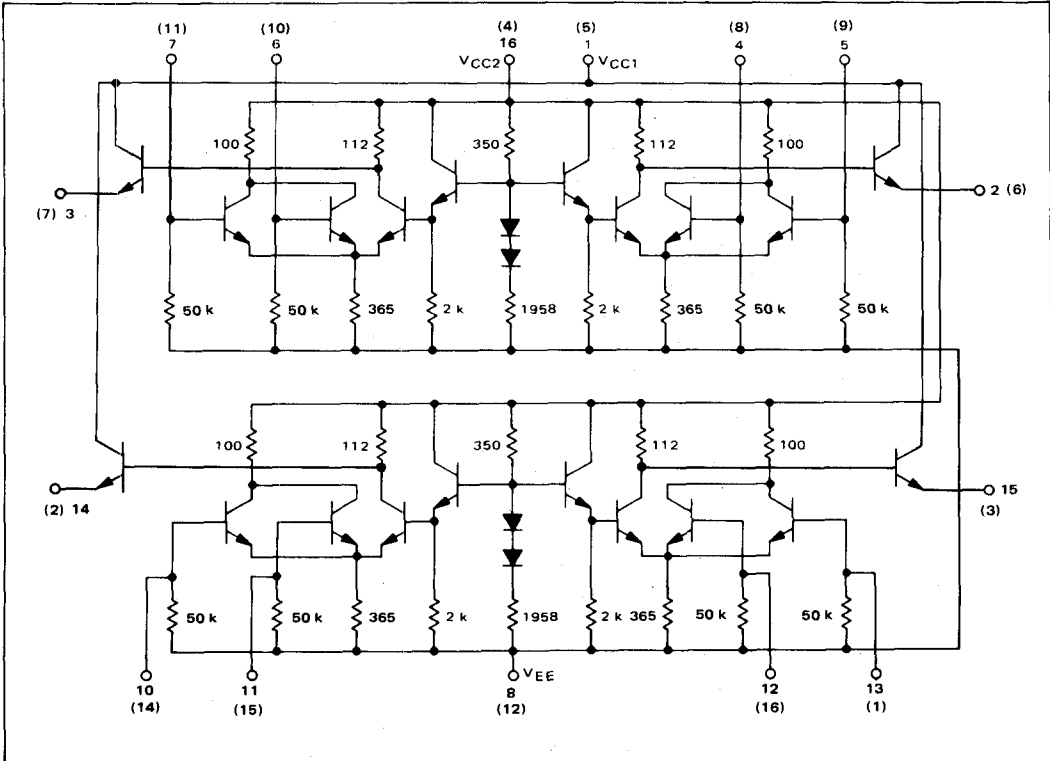 (11) (10) (4) (5) (8) (9)
7 6 16 1 4 5
VCC2 VCC1
100 112 350 112 100
(7) 3 2 (6)
50 k 50 k 365 2 k 1958 2 k 365 50 k 50 k
100 112 350 112 100
(2) 14 15
(3)
50 k 50 k 365 2 k 1958 2 k 365 50 k 50 k
VEE
10 11 8 12 13
(14) (15) (12) (16) (1)